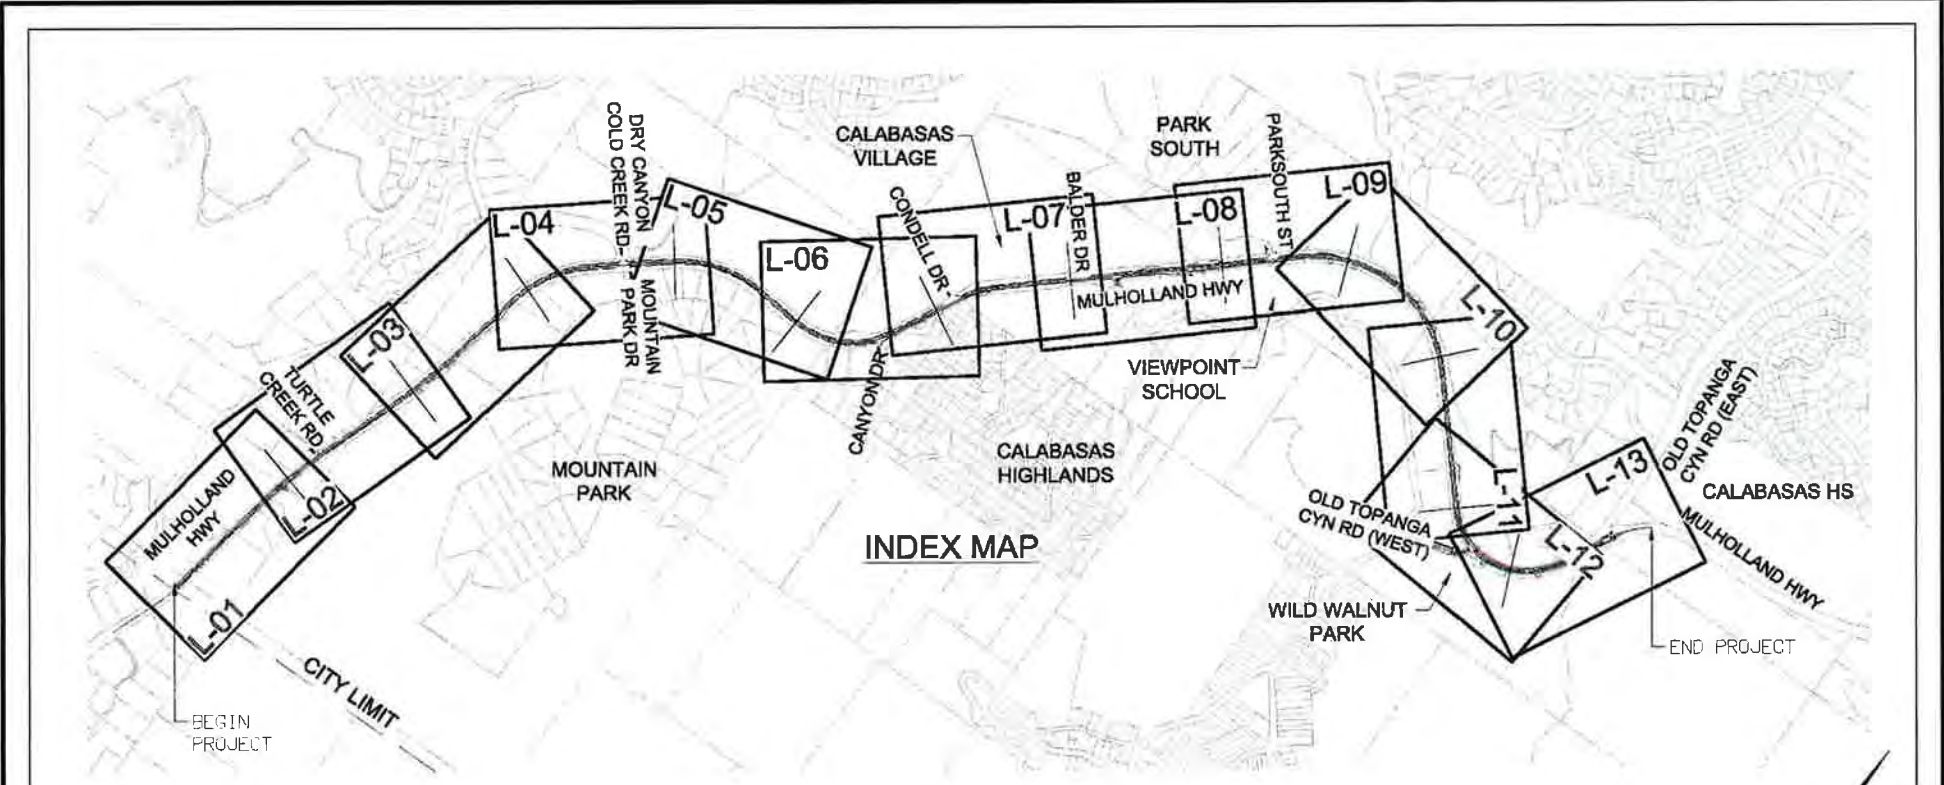 DRY CANYON
COLD CREEK RD
MOUNTAIN
PARK DR
CALABASAS
VILLAGE
PARK
SOUTH
PARKSOUTH ST
L-09
L-04
L-05
L-06
CONDELL DR
L-07
BALDER DR
L-08
MULHOLLAND HWY
L-10
L-03
TURTLE
CREEK RD
CANYON DR
VIEWPOINT
SCHOOL
MOUNTAIN
PARK
CALABASAS
HIGHLANDS
OLD TOPANGA
CYN RD (EAST)
L-13
CALABASAS HS
MULHOLLAND
HWY
L-02
L-11
OLD TOPANGA
CYN RD (WEST)
L-12
MULHOLLAND HWY
INDEX MAP
WILD WALNUT
PARK
L-01
CITY LIMIT
END PROJECT
BEGIN
PROJECT